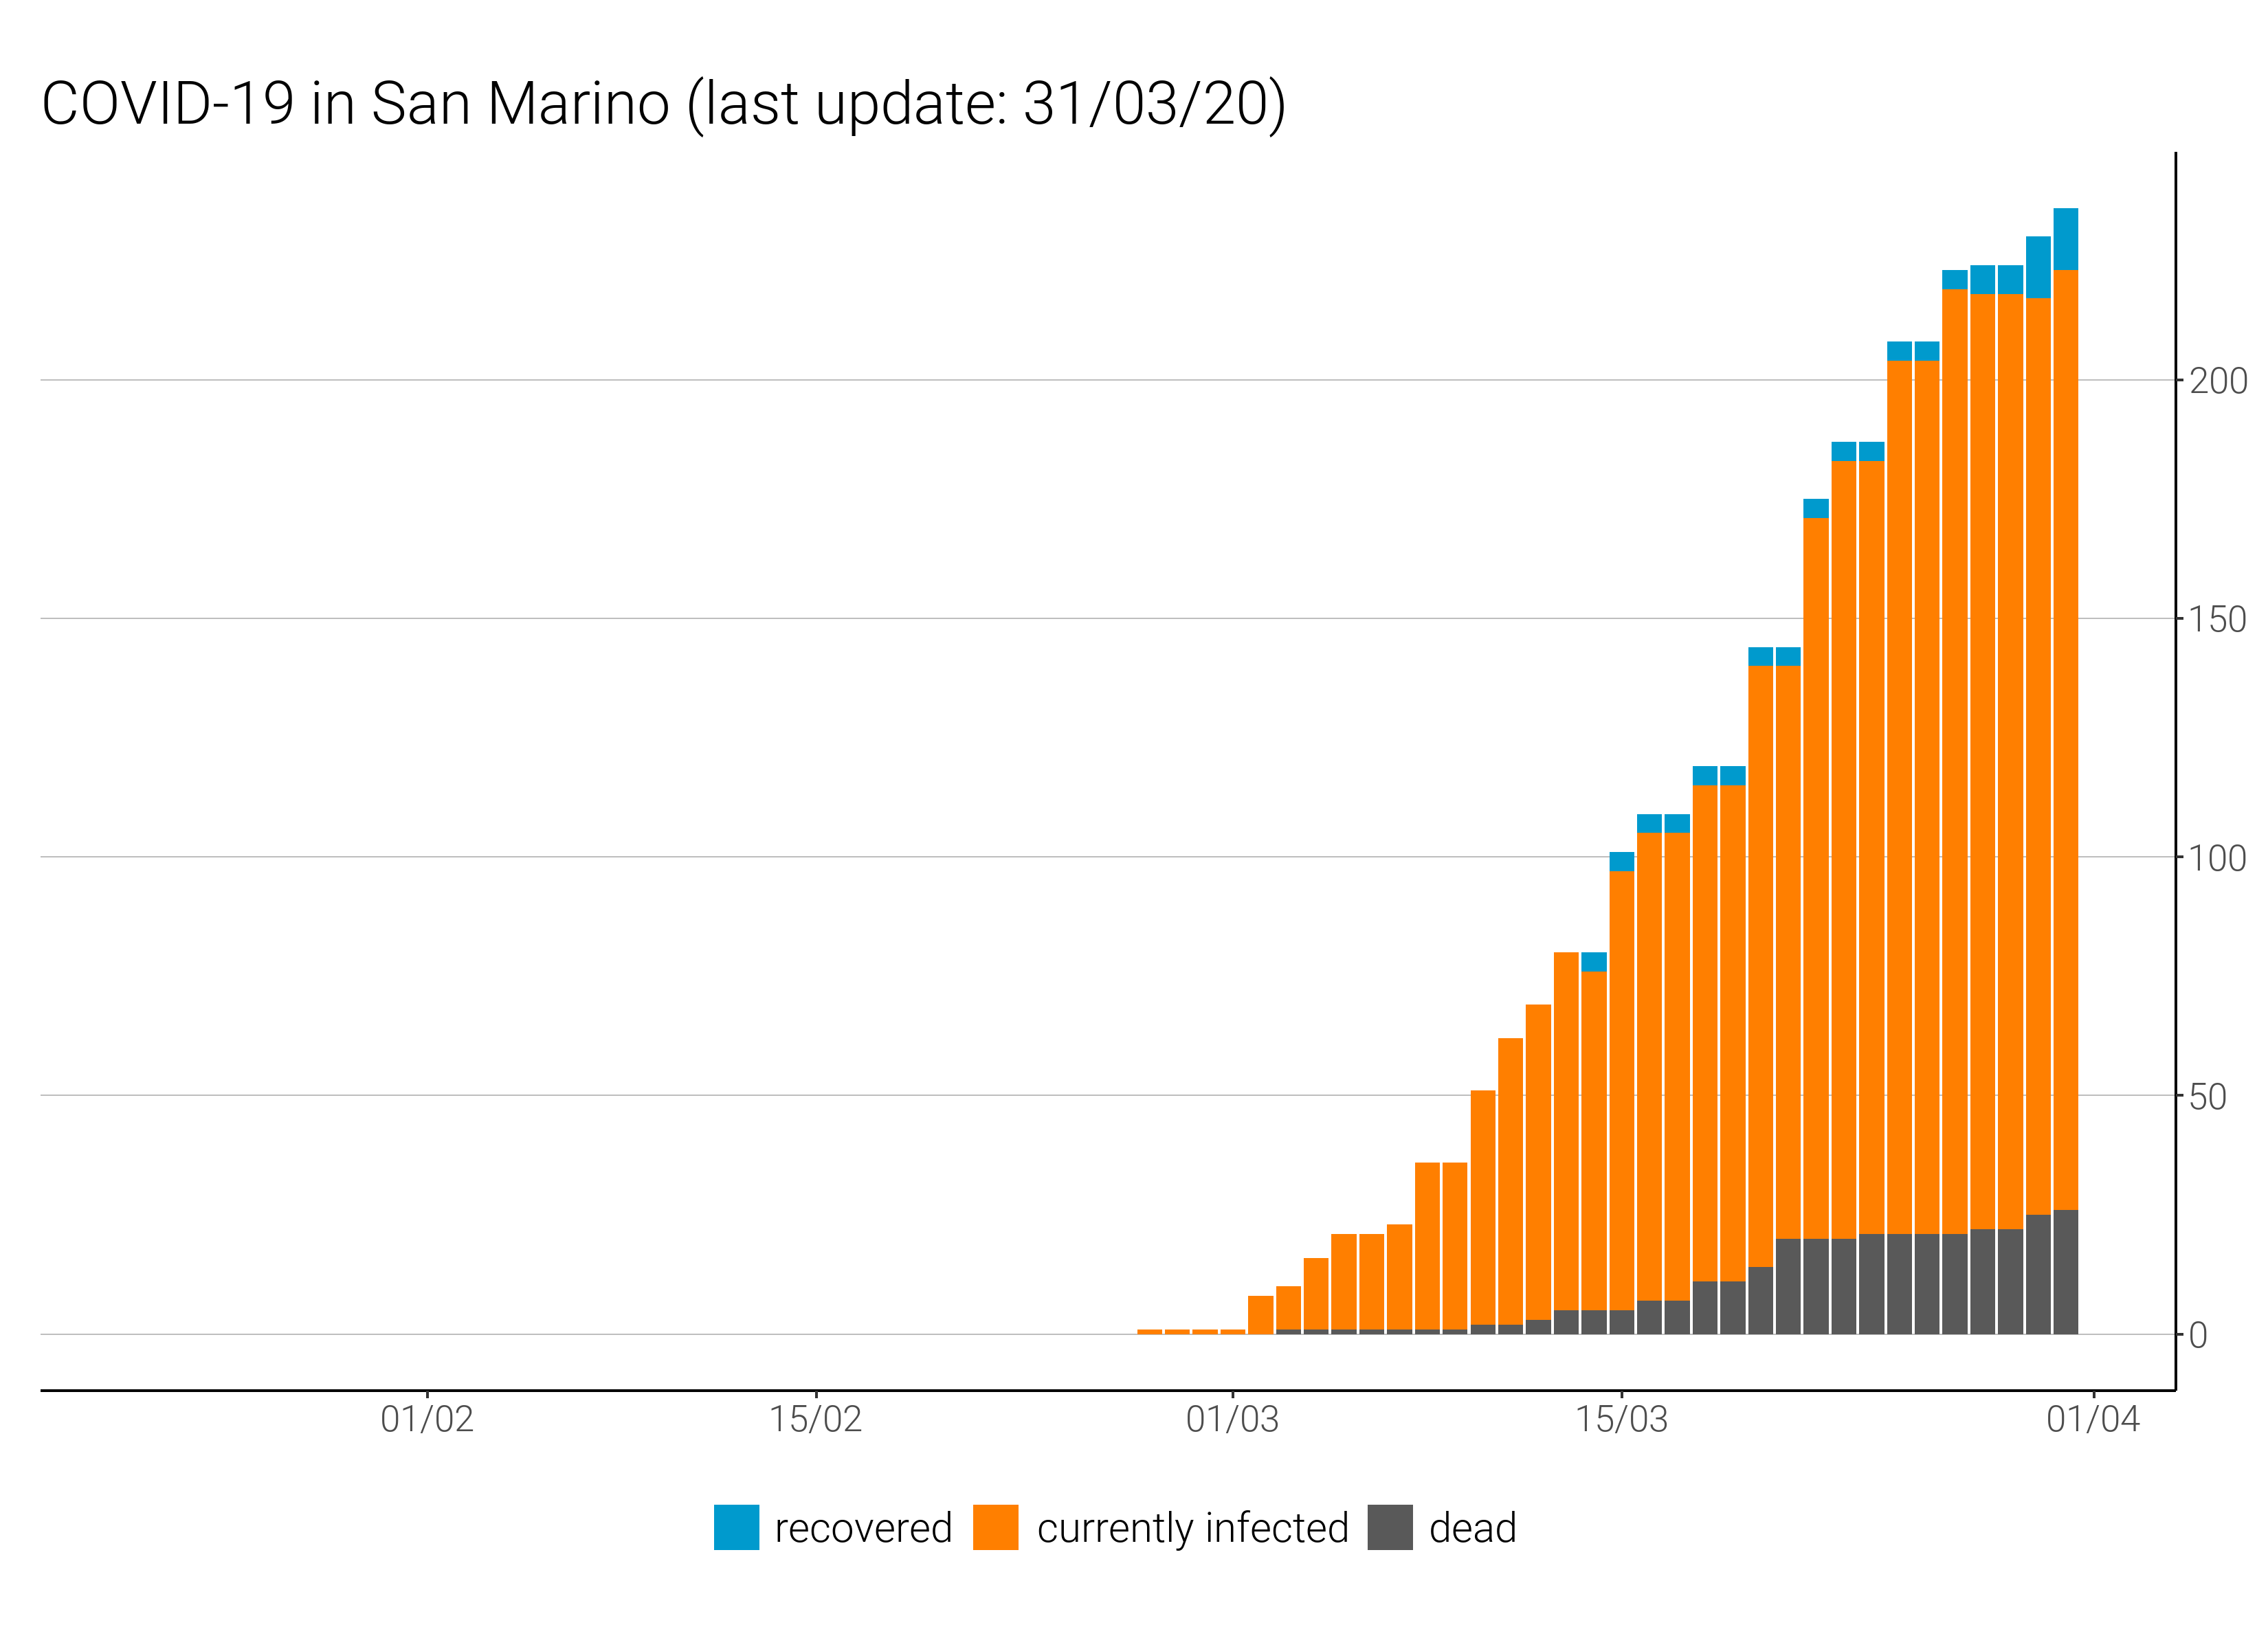 COVID-19 in San Marino (last update: 31/03/20)
200
150
100
50
0
01/02 15/02 01/03 15/03 01/04
recovered currently infected dead